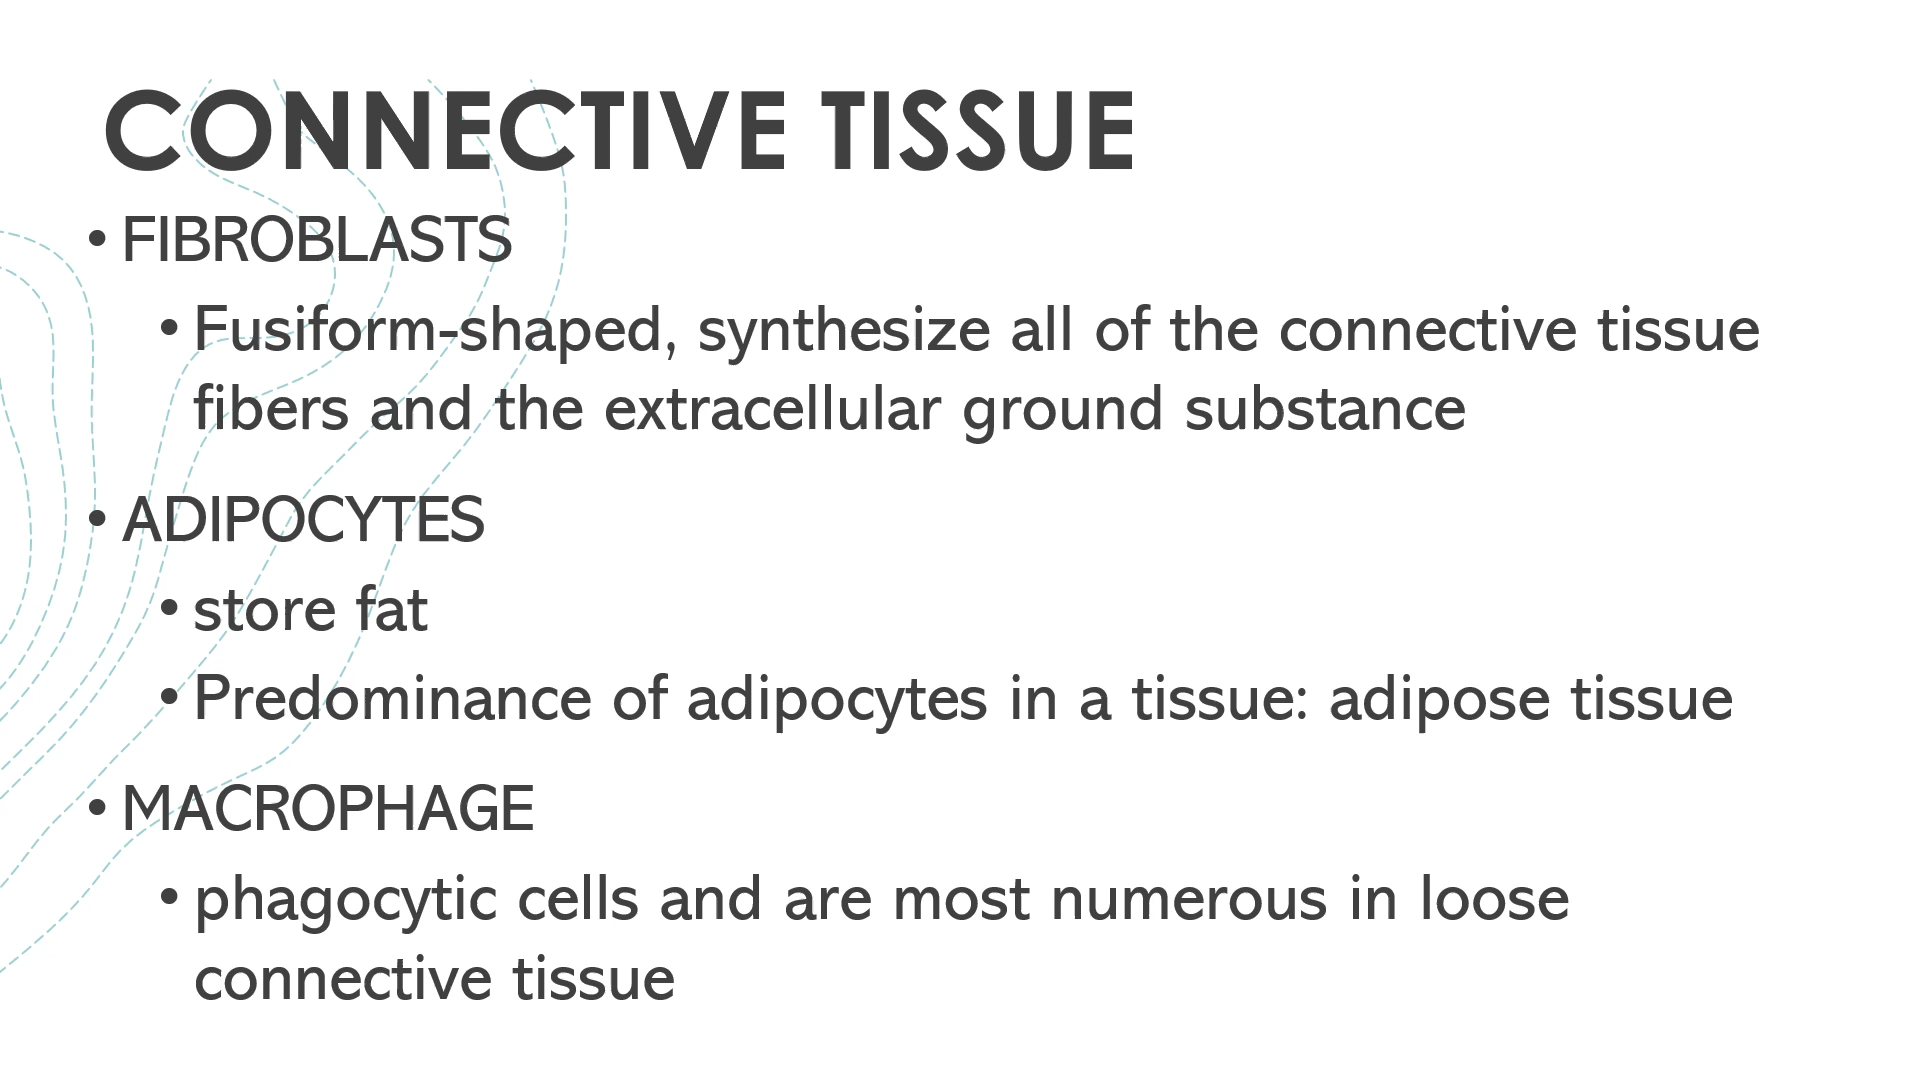 CONNECTIVE TISSUE
• FIBROBLASTS
• Fusiform-shaped, synthesize all of the connective tissue
fibers and the extracellular ground substance
• ADIPOCYTES
• store fat
• Predominance of adipocytes in a tissue: adipose tissue
• MACROPHAGE
• phagocytic cells and are most numerous in loose
connective tissue